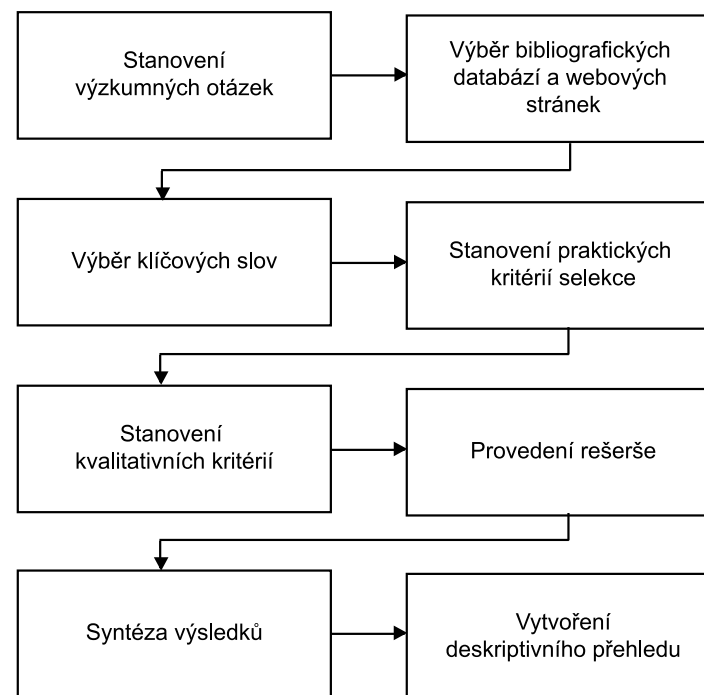 Stanovení
výzkumných otázek
Výběr bibliografických
databází a webových
stránek
Výběr klíčových slov
Stanovení praktických
kritérií selekce
Stanovení
kvalitativních kritérií
Provedení rešerše
Syntéza výsledků
Vytvoření
deskriptivního přehledu